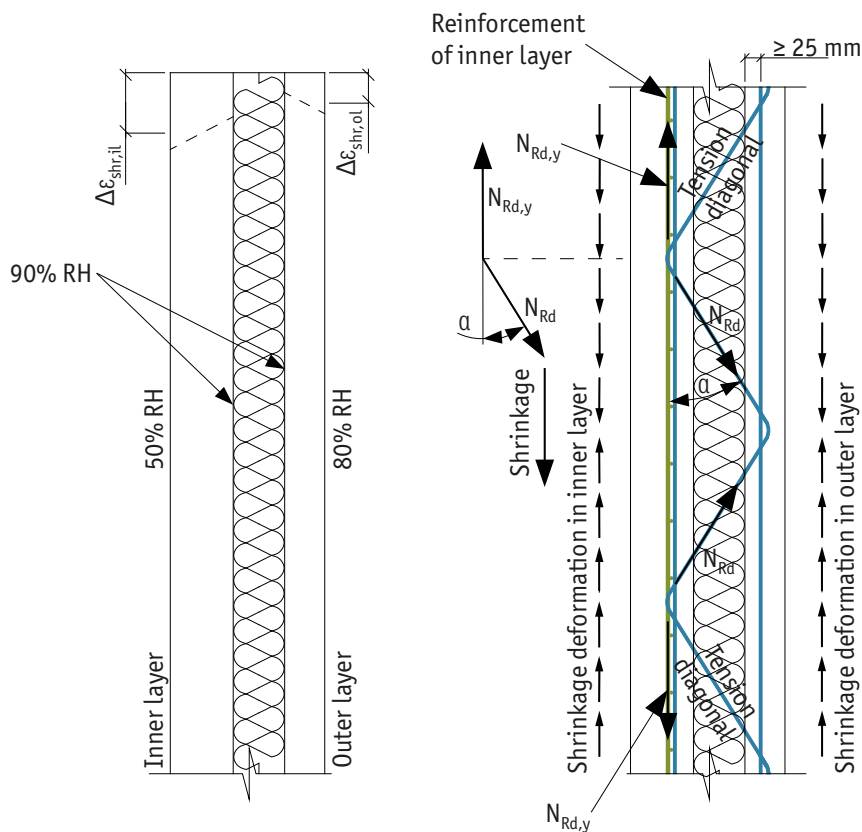 Reinforcement
of inner layer
≥ 25 mm
Δε_shr,il
Δε_shr,ol
N_Rd,y
N_Rd,y
Tension
diagonal
90% RH
α
N_Rd
N_Rd
α
Shrinkage
50% RH
80% RH
Shrinkage deformation in inner layer
Shrinkage deformation in outer layer
N_Rd
Inner layer
Outer layer
Tension
diagonal
N_Rd,y